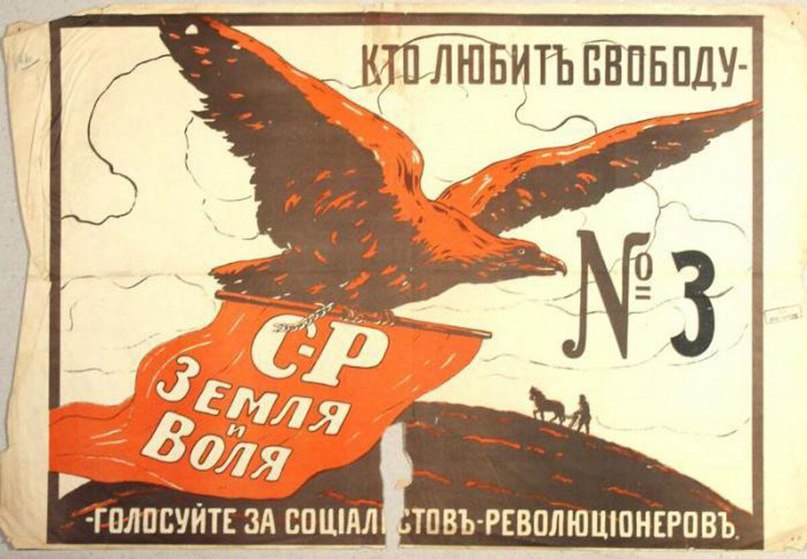 КТО ЛЮБИТЪ СВОБОДУ-
№ 3
С-Р
ЗЕМЛЯ
И
ВОЛЯ
-ГОЛОСУЙТЕ ЗА СОЦІАЛИСТОВЪ-РЕВОЛЮЦІОНЕРОВЪ.